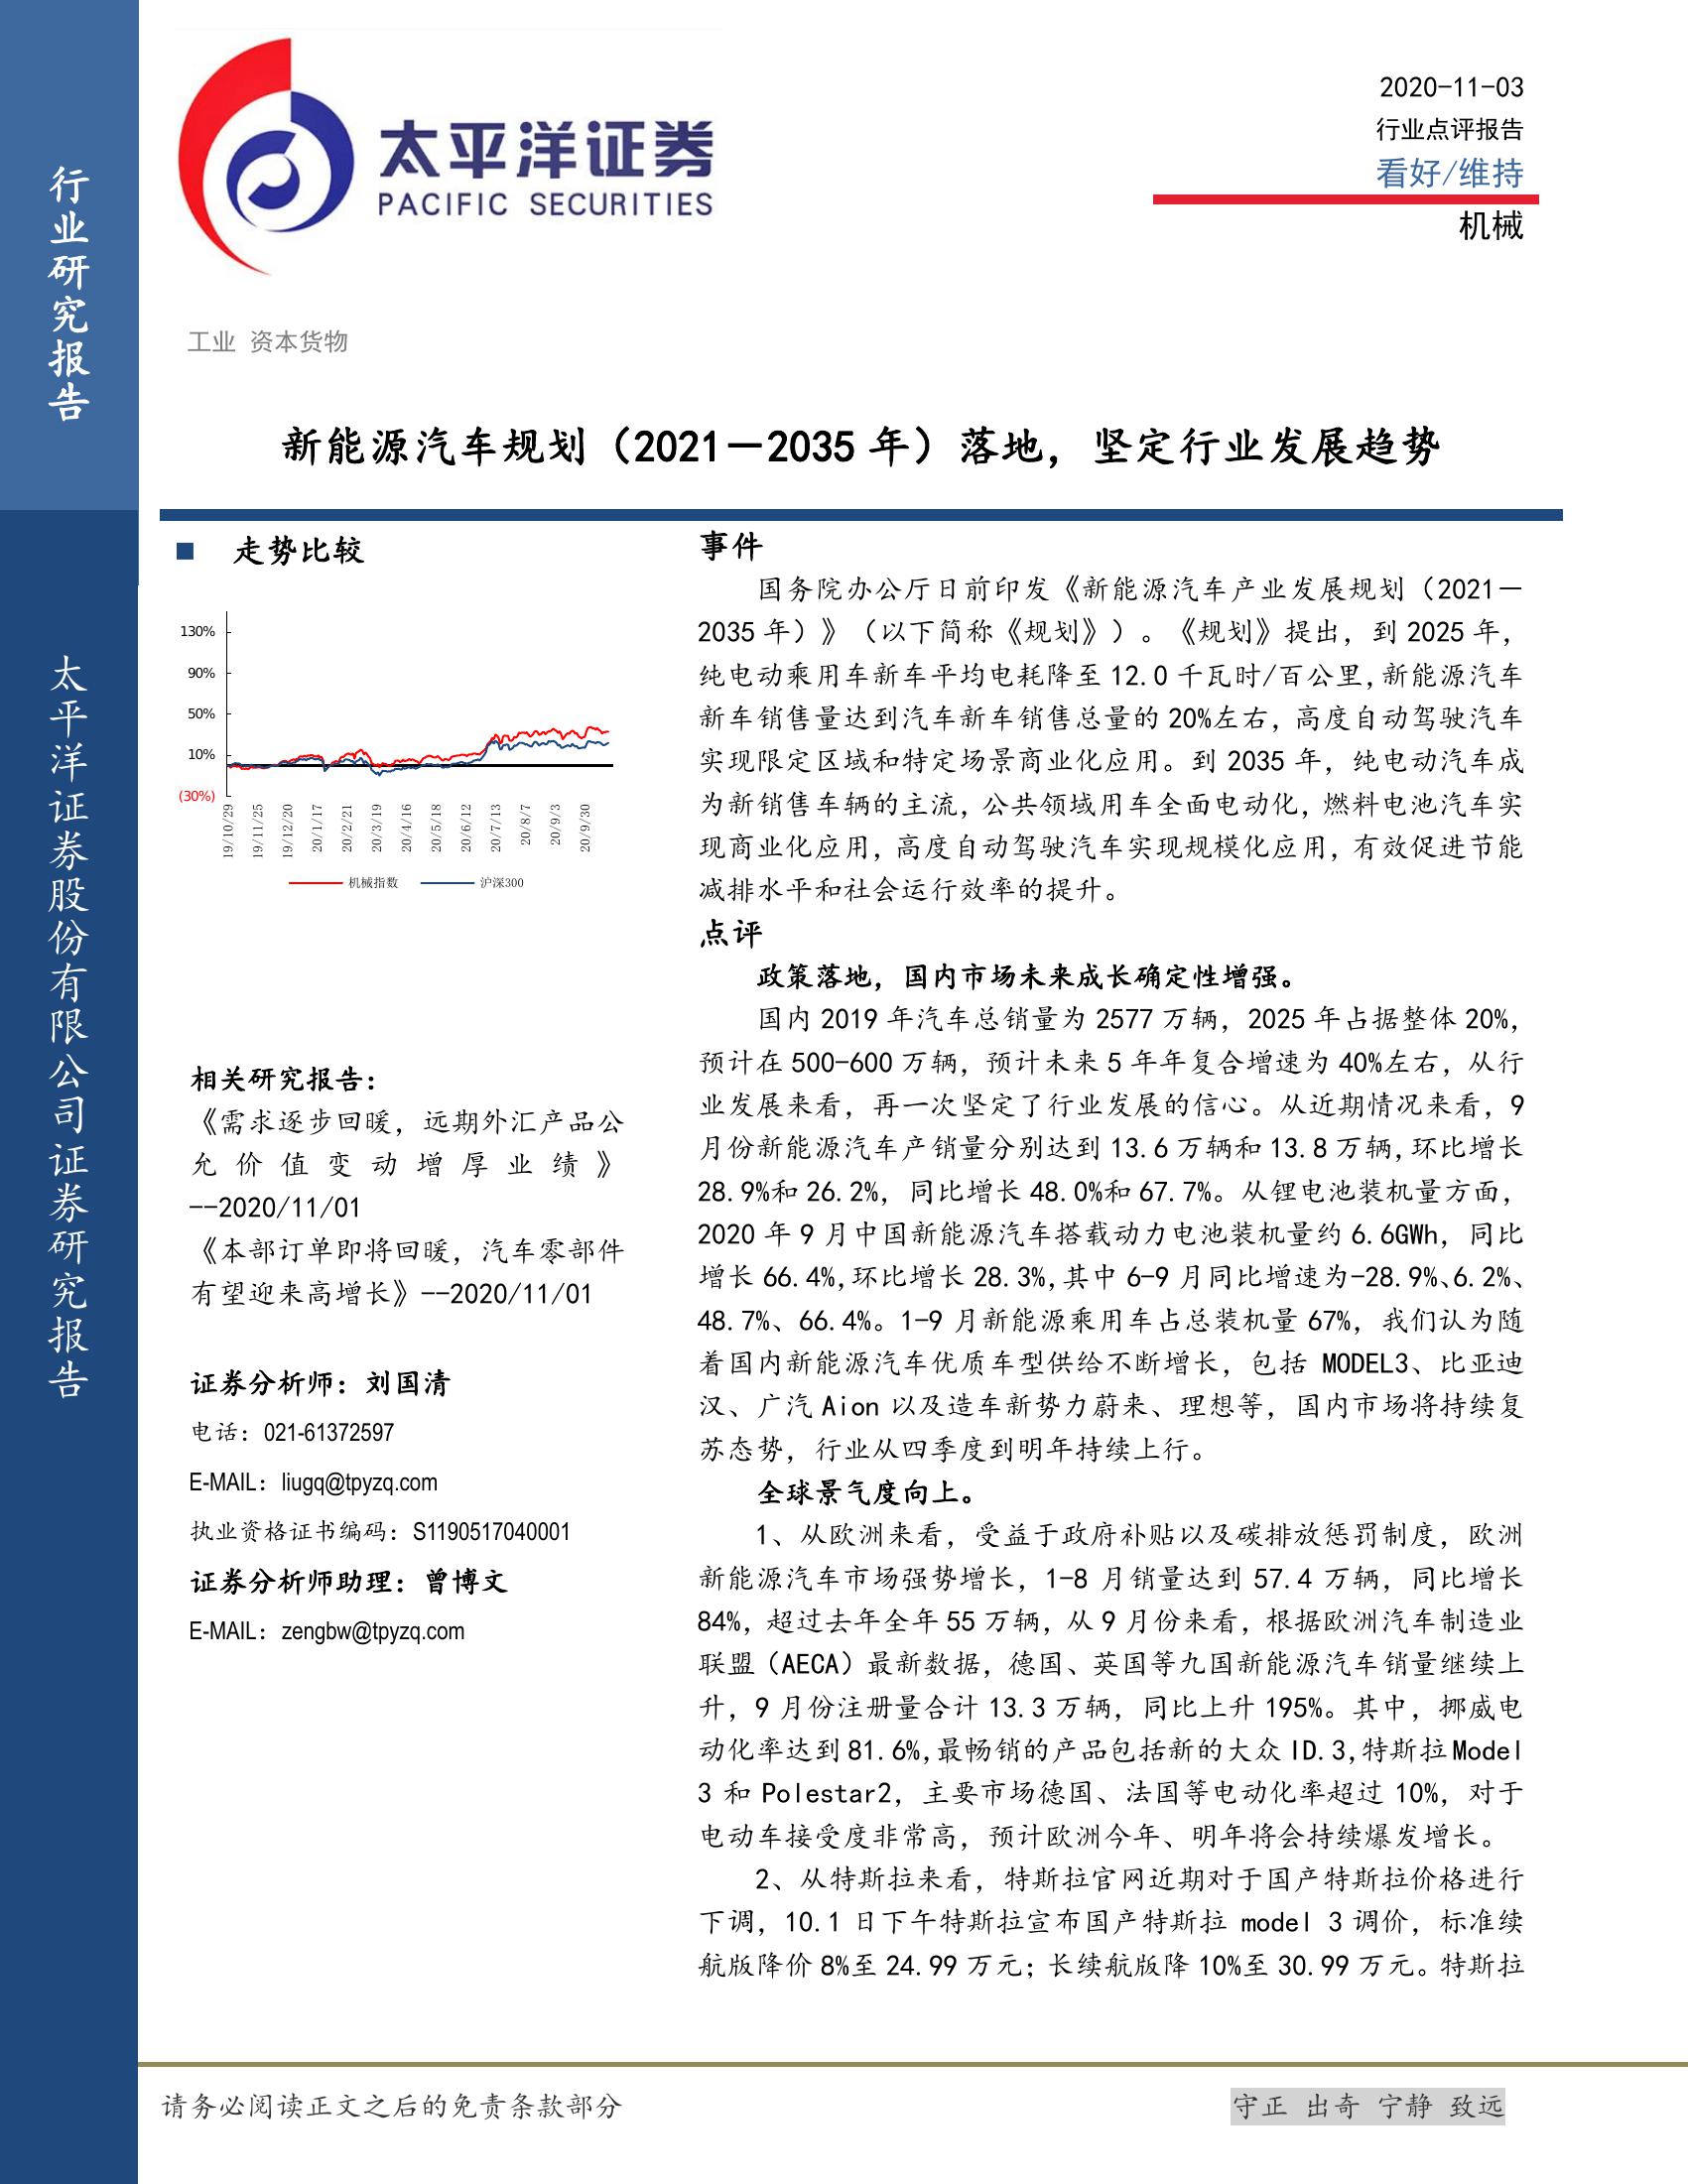 行业研究报告
太平洋证券股份有限公司证券研究报告
太平洋证券
PACIFIC SECURITIES
2020-11-03
行业点评报告
看好/维持
机械
工业 资本货物
新能源汽车规划（2021－2035 年）落地，坚定行业发展趋势
■ 走势比较
130%
90%
50%
10%
(30%)
19/10/29
19/11/25
19/12/20
20/1/17
20/2/21
20/3/19
20/4/16
20/5/18
20/6/12
20/7/13
20/8/7
20/9/3
20/9/30
机械指数 沪深300
相关研究报告：
《需求逐步回暖，远期外汇产品公
允价值变动增厚业绩》
--2020/11/01
《本部订单即将回暖，汽车零部件
有望迎来高增长》--2020/11/01
证券分析师：刘国清
电话：021-61372597
E-MAIL：liugq@tpyzq.com
执业资格证书编码：S1190517040001
证券分析师助理：曾博文
E-MAIL：zengbw@tpyzq.com
事件
国务院办公厅日前印发《新能源汽车产业发展规划（2021－
2035 年）》（以下简称《规划》）。《规划》提出，到 2025 年，
纯电动乘用车新车平均电耗降至 12.0 千瓦时/百公里,新能源汽车
新车销售量达到汽车新车销售总量的 20%左右，高度自动驾驶汽车
实现限定区域和特定场景商业化应用。到 2035 年，纯电动汽车成
为新销售车辆的主流，公共领域用车全面电动化，燃料电池汽车实
现商业化应用，高度自动驾驶汽车实现规模化应用，有效促进节能
减排水平和社会运行效率的提升。
点评
政策落地，国内市场未来成长确定性增强。
国内 2019 年汽车总销量为 2577 万辆，2025 年占据整体 20%，
预计在 500-600 万辆，预计未来 5 年年复合增速为 40%左右，从行
业发展来看，再一次坚定了行业发展的信心。从近期情况来看，9
月份新能源汽车产销量分别达到 13.6 万辆和 13.8 万辆,环比增长
28.9%和 26.2%，同比增长 48.0%和 67.7%。从锂电池装机量方面，
2020 年 9 月中国新能源汽车搭载动力电池装机量约 6.6GWh，同比
增长 66.4%,环比增长 28.3%,其中 6-9 月同比增速为-28.9%、6.2%、
48.7%、66.4%。1-9 月新能源乘用车占总装机量 67%，我们认为随
着国内新能源汽车优质车型供给不断增长，包括 MODEL3、比亚迪
汉、广汽 Aion 以及造车新势力蔚来、理想等，国内市场将持续复
苏态势，行业从四季度到明年持续上行。
全球景气度向上。
1、从欧洲来看，受益于政府补贴以及碳排放惩罚制度，欧洲
新能源汽车市场强势增长，1-8 月销量达到 57.4 万辆，同比增长
84%，超过去年全年 55 万辆，从 9 月份来看，根据欧洲汽车制造业
联盟（AECA）最新数据，德国、英国等九国新能源汽车销量继续上
升，9 月份注册量合计 13.3 万辆，同比上升 195%。其中，挪威电
动化率达到 81.6%,最畅销的产品包括新的大众 ID.3,特斯拉 Model
3 和 Polestar2，主要市场德国、法国等电动化率超过 10%，对于
电动车接受度非常高，预计欧洲今年、明年将会持续爆发增长。
2、从特斯拉来看，特斯拉官网近期对于国产特斯拉价格进行
下调，10.1 日下午特斯拉宣布国产特斯拉 model 3 调价，标准续
航版降价 8%至 24.99 万元；长续航版降 10%至 30.99 万元。特斯拉
请务必阅读正文之后的免责条款部分
守正 出奇 宁静 致远